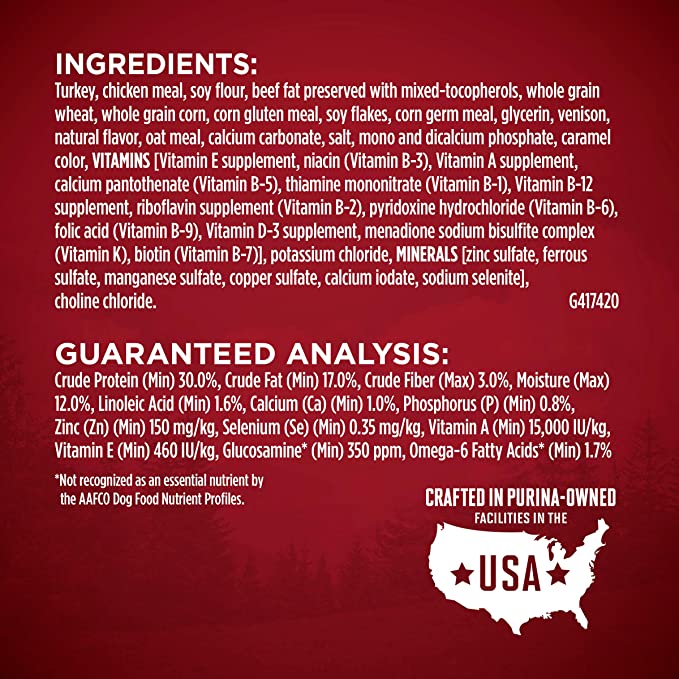 INGREDIENTS:
Turkey, chicken meal, soy flour, beef fat preserved with mixed-tocopherols, whole grain
wheat, whole grain corn, corn gluten meal, soy flakes, corn germ meal, glycerin, venison,
natural flavor, oat meal, calcium carbonate, salt, mono and dicalcium phosphate, caramel
color, VITAMINS [Vitamin E supplement, niacin (Vitamin B-3), Vitamin A supplement,
calcium pantothenate (Vitamin B-5), thiamine mononitrate (Vitamin B-1), Vitamin B-12
supplement, riboflavin supplement (Vitamin B-2), pyridoxine hydrochloride (Vitamin B-6),
folic acid (Vitamin B-9), Vitamin D-3 supplement, menadione sodium bisulfite complex
(Vitamin K), biotin (Vitamin B-7)], potassium chloride, MINERALS [zinc sulfate, ferrous
sulfate, manganese sulfate, copper sulfate, calcium iodate, sodium selenite],
choline chloride. G417420
GUARANTEED ANALYSIS:
Crude Protein (Min) 30.0%, Crude Fat (Min) 17.0%, Crude Fiber (Max) 3.0%, Moisture (Max)
12.0%, Linoleic Acid (Min) 1.6%, Calcium (Ca) (Min) 1.0%, Phosphorus (P) (Min) 0.8%,
Zinc (Zn) (Min) 150 mg/kg, Selenium (Se) (Min) 0.35 mg/kg, Vitamin A (Min) 15,000 IU/kg,
Vitamin E (Min) 460 IU/kg, Glucosamine* (Min) 350 ppm, Omega-6 Fatty Acids* (Min) 1.7%
*Not recognized as an essential nutrient by
the AAFCO Dog Food Nutrient Profiles.
CRAFTED IN PURINA-OWNED
FACILITIES IN THE
USA